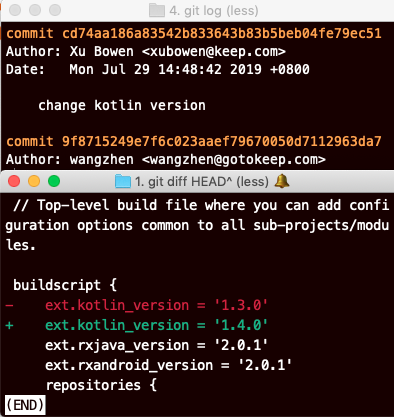 4. git log (less)
commit cd74aa186a83542b833643b83b5beb04fe79ec51
Author: Xu Bowen <xubowen@keep.com>
Date:   Mon Jul 29 14:48:42 2019 +0800
change kotlin version
commit 9f8715249e7f6c023aaef79670050d7112963da7
Author: wangzhen <wangzhen@gotokeep.com>
1. git diff HEAD^ (less)
// Top-level build file where you can add confi
guration options common to all sub-projects/modu
les.
buildscript {
-    ext.kotlin_version = '1.3.0'
+    ext.kotlin_version = '1.4.0'
ext.rxjava_version = '2.0.1'
ext.rxandroid_version = '2.0.1'
repositories {
(END)